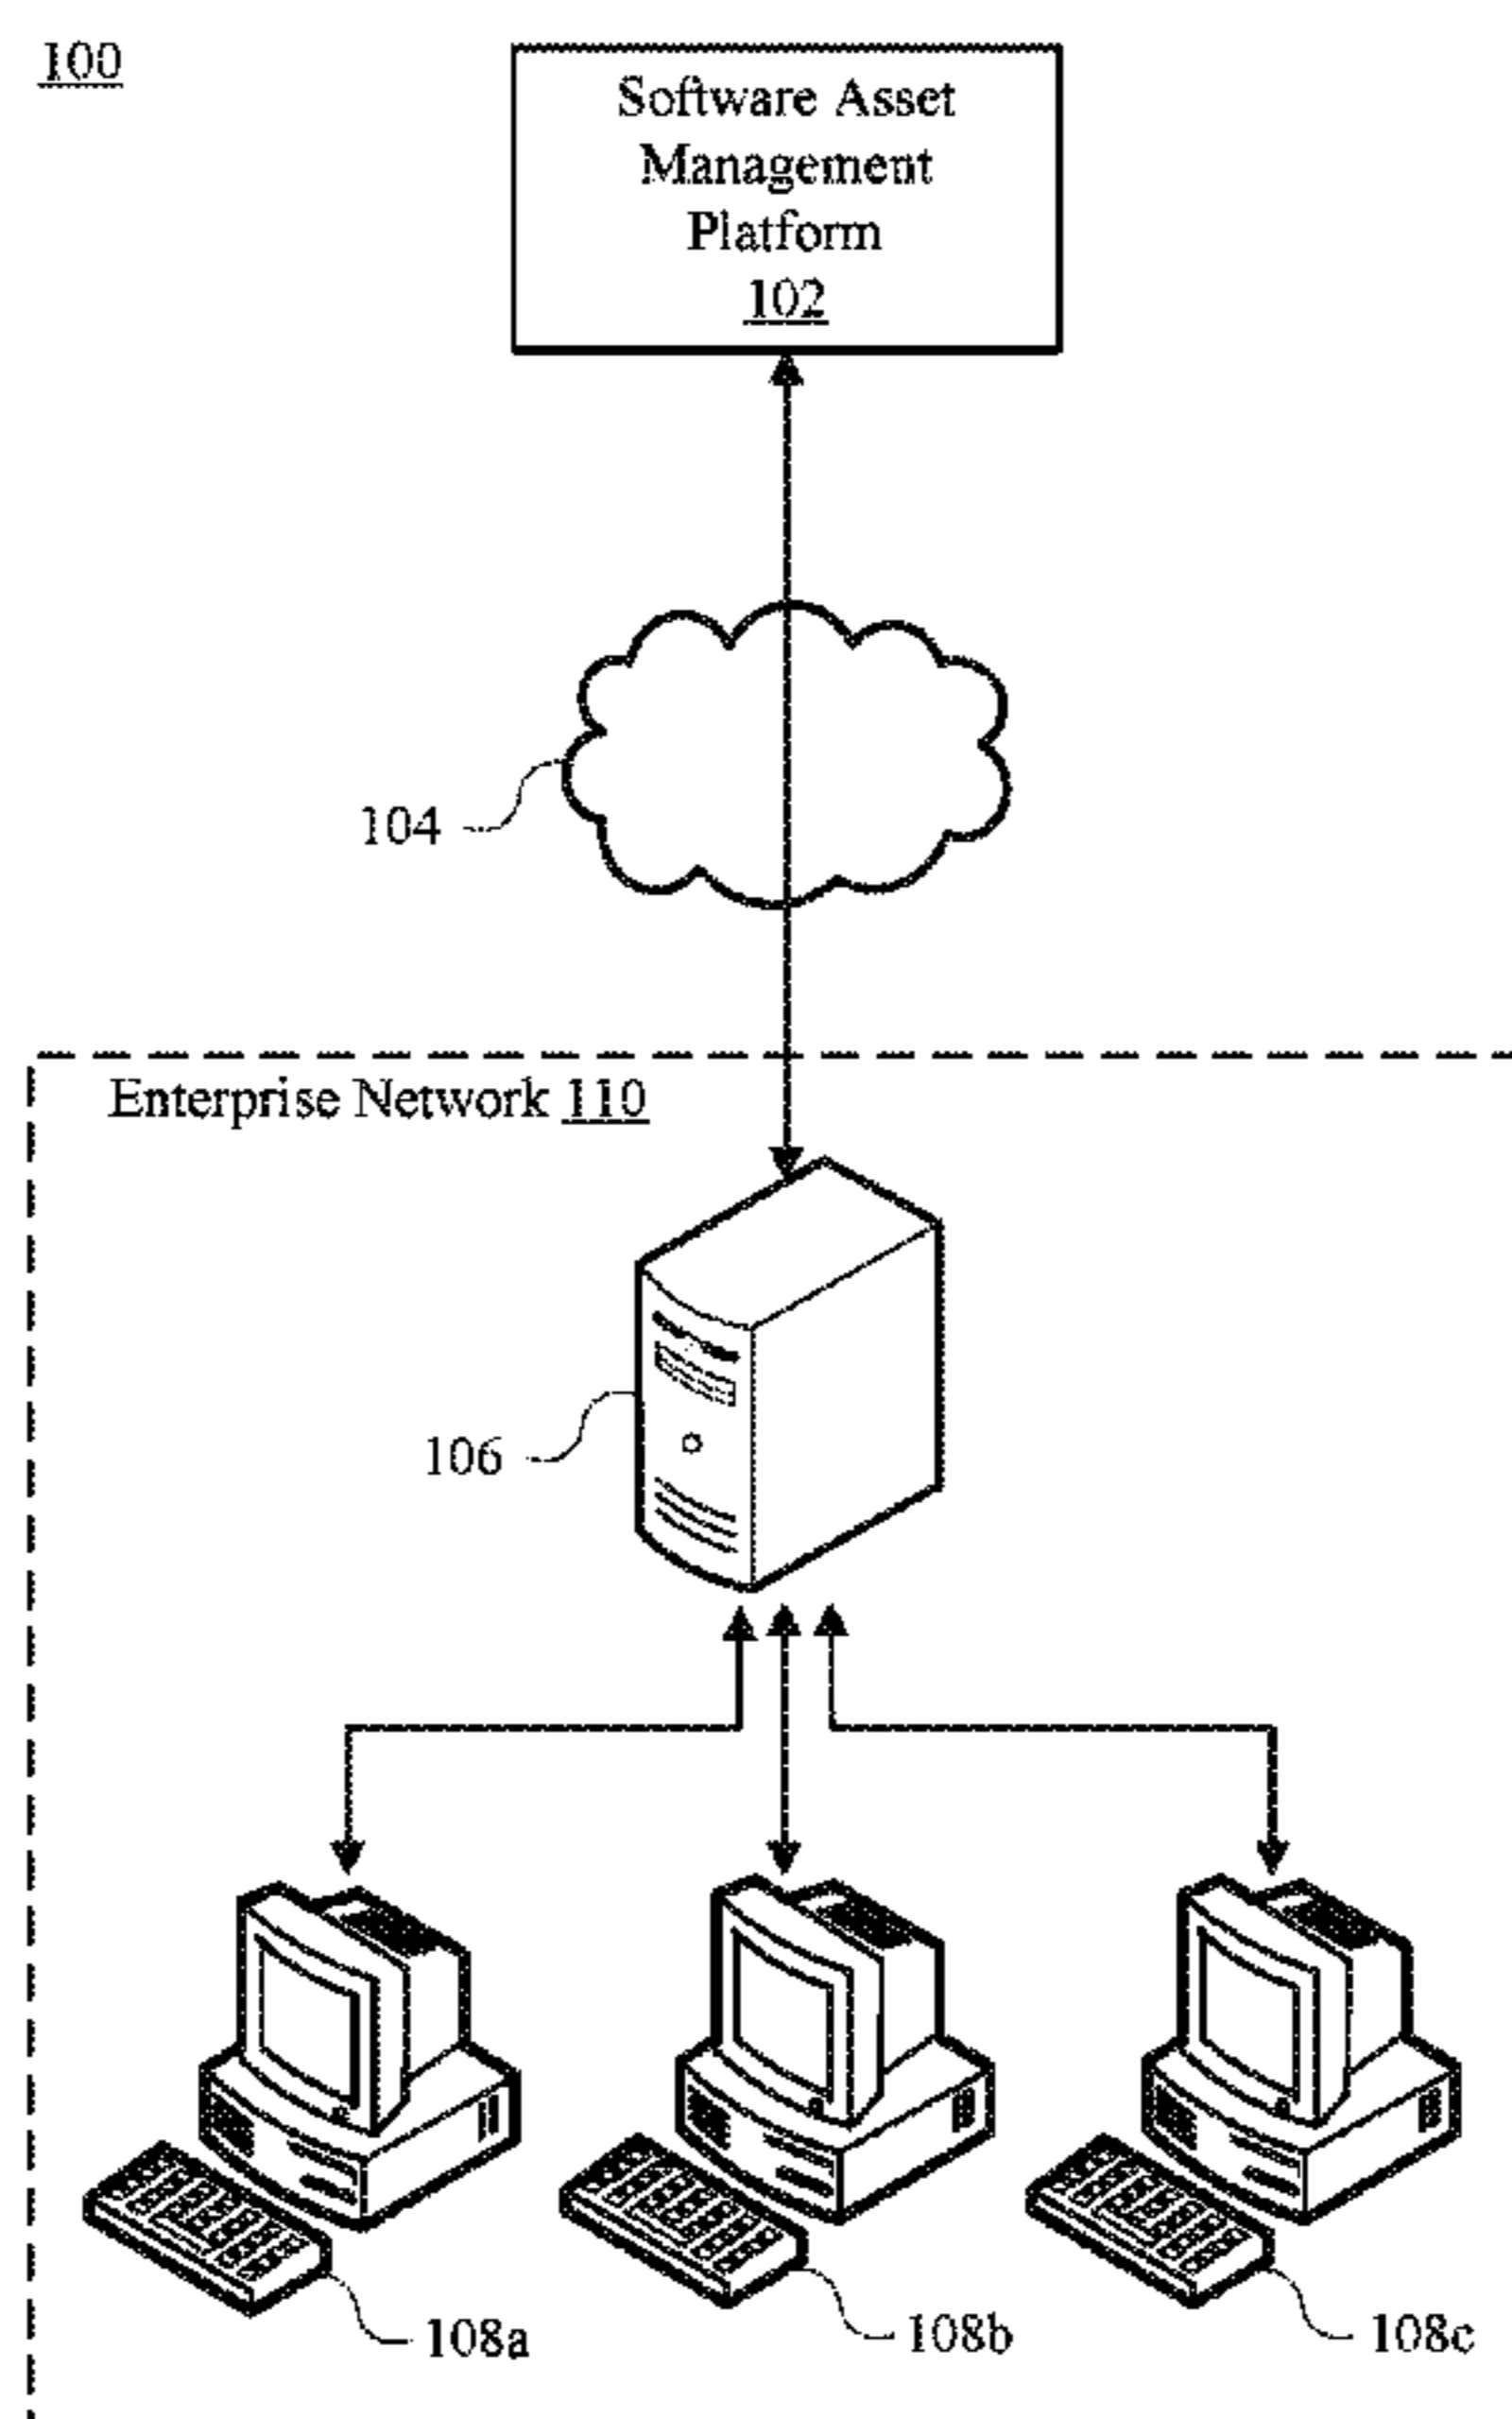 100
Software Asset
Management
Platform
102
104
Enterprise Network 110
106
108a
108b
108c